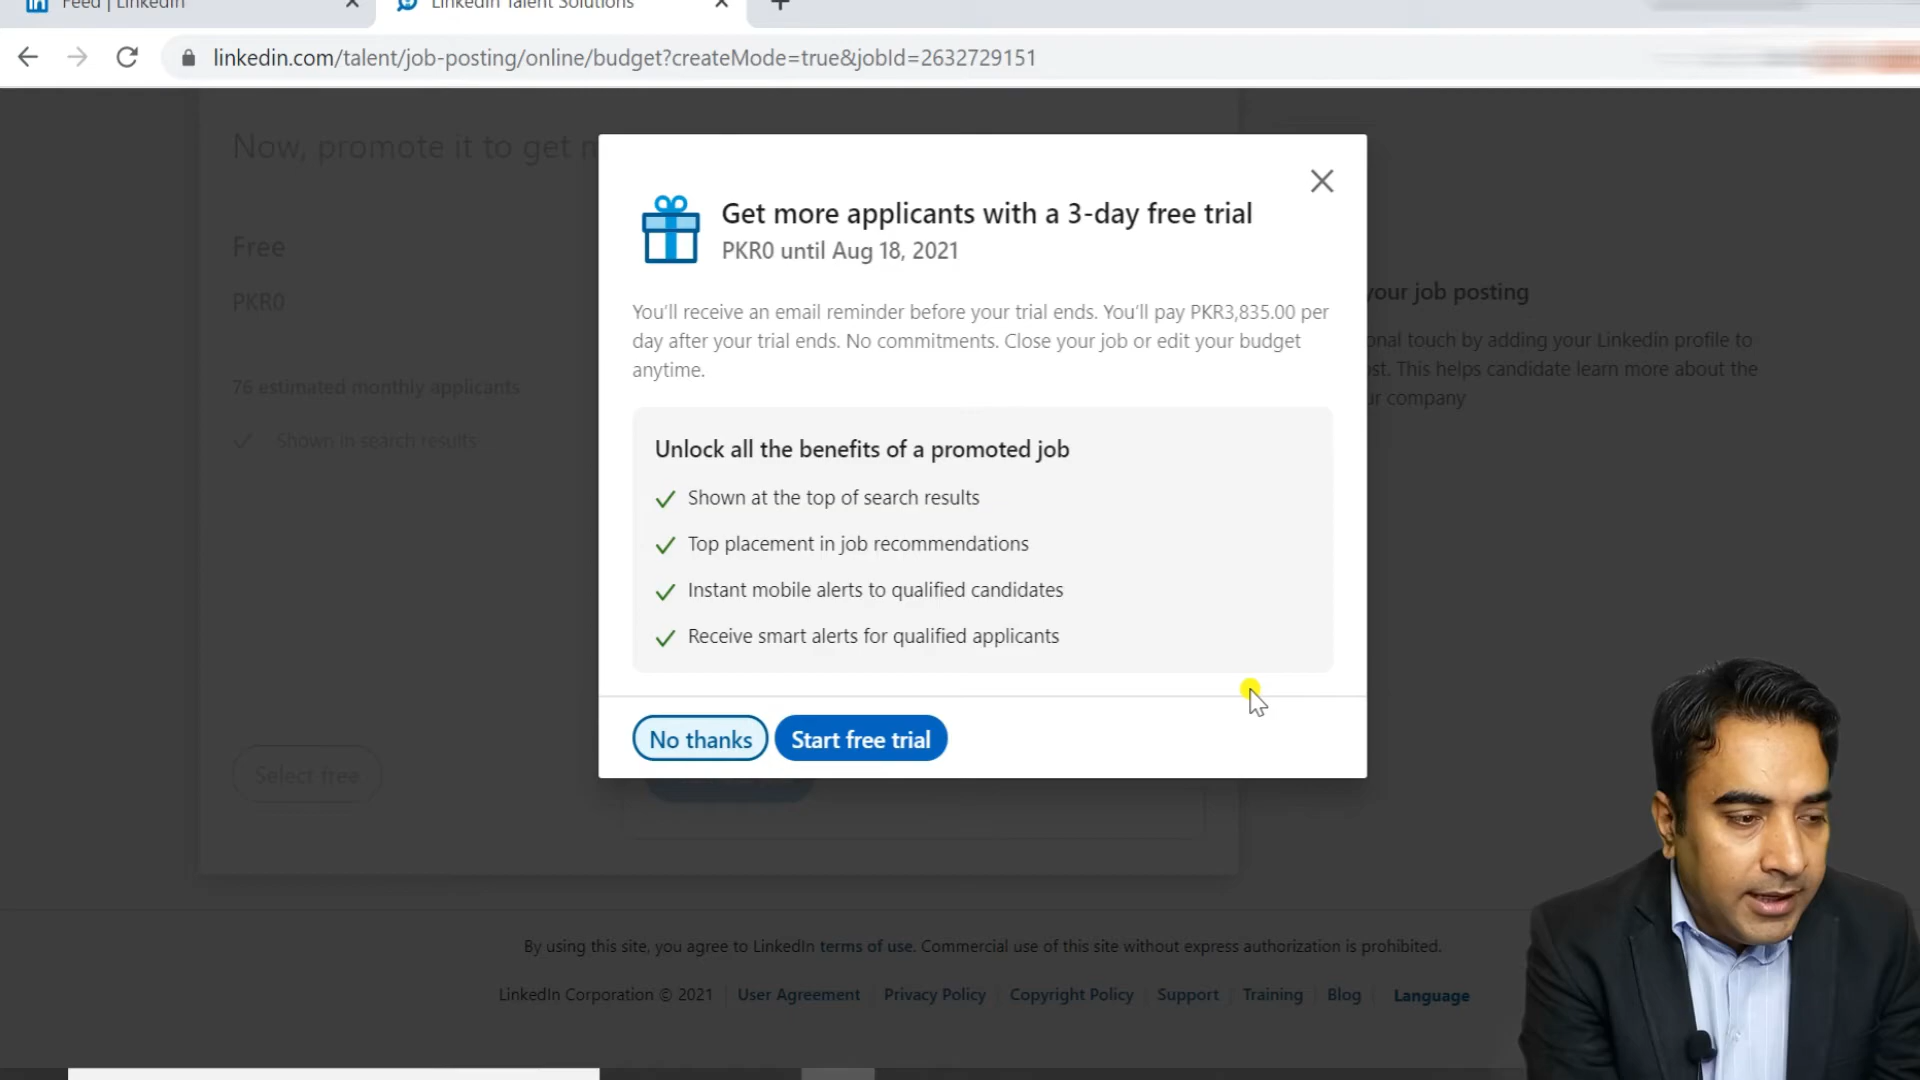 Feed | LinkedIn
LinkedIn Talent Solutions
linkedin.com/talent/job-posting/online/budget?createMode=true&jobId=2632729151
Now, promote it to get
Free
PKR0
76 estimated monthly applicants
Shown in search results
Select free
Get more applicants with a 3-day free trial
PKR0 until Aug 18, 2021
You'll receive an email reminder before your trial ends. You'll pay PKR3,835.00 per
day after your trial ends. No commitments. Close your job or edit your budget
anytime.
Unlock all the benefits of a promoted job
Shown at the top of search results
Top placement in job recommendations
Instant mobile alerts to qualified candidates
Receive smart alerts for qualified applicants
No thanks
Start free trial
your job posting
onal touch by adding your LinkedIn profile to
st. This helps candidate learn more about the
r company
By using this site, you agree to LinkedIn terms of use. Commercial use of this site without express authorization is prohibited.
LinkedIn Corporation © 2021 User Agreement Privacy Policy Copyright Policy Support Training Blog Language